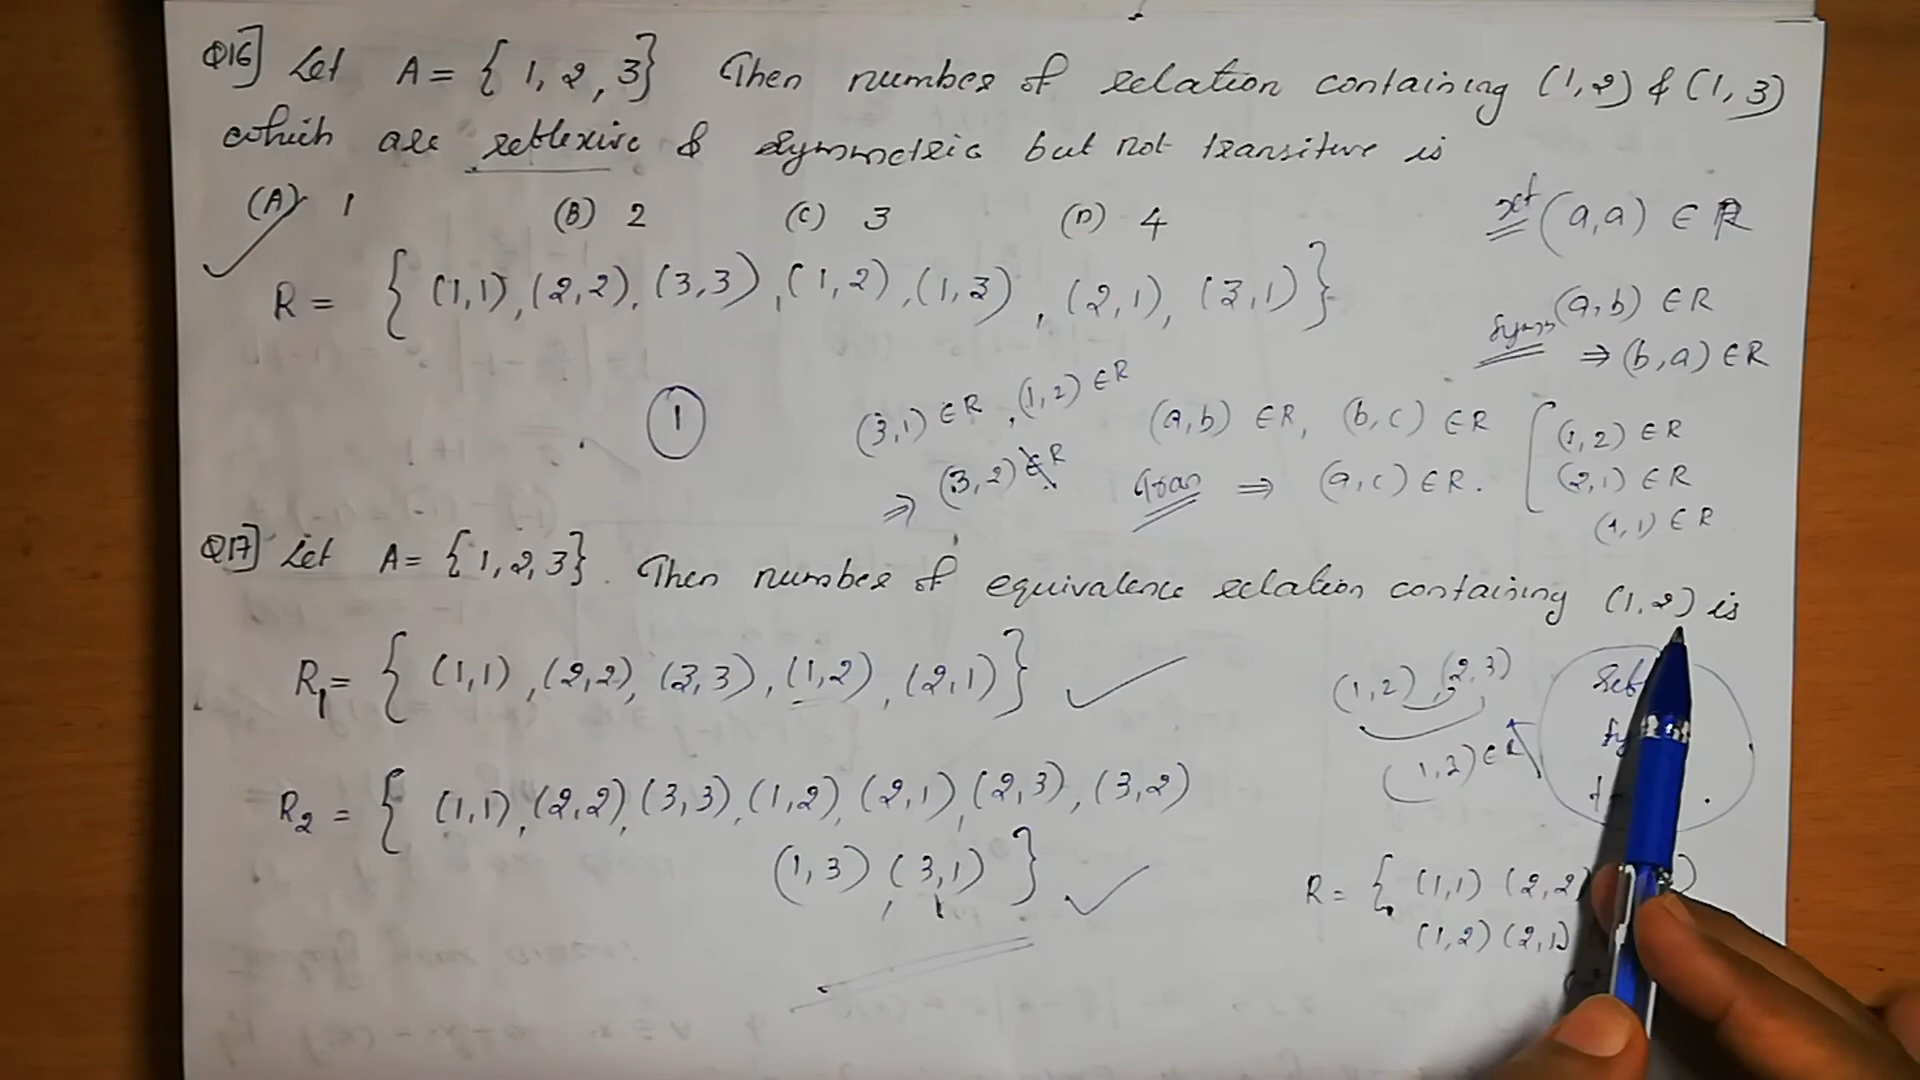 Q16] Let A = { 1, 2, 3} Then number of relation containing (1,2) & (1,3)
which are reflexive & symmetric but not transitive is
(A) 1 (B) 2 (C) 3 (D) 4
ref (a,a) ∈ R
R = { (1,1), (2,2), (3,3), (1,2), (1,3), (2,1), (3,1)}
Symm (a,b) ∈ R
⇒ (b,a) ∈ R
1
(3,1) ∈ R, (1,2) ∈ R
⇒ (3,2) ∉ R
(a,b) ∈ R, (b,c) ∈ R
Tran ⇒ (a,c) ∈ R.
(1,2) ∈ R
(2,1) ∈ R
(1,1) ∈ R
Q17] Let A = {1,2,3}. Then number of equivalence relation containing (1,2) is
R1 = { (1,1), (2,2), (3,3), (1,2), (2,1)}
(1,2), (2,3)
(1,3) ∈ R
R2 = { (1,1), (2,2), (3,3), (1,2), (2,1), (2,3), (3,2)
(1,3), (3,1) }
R = { (1,1) (2,2)
(1,2) (2,1)